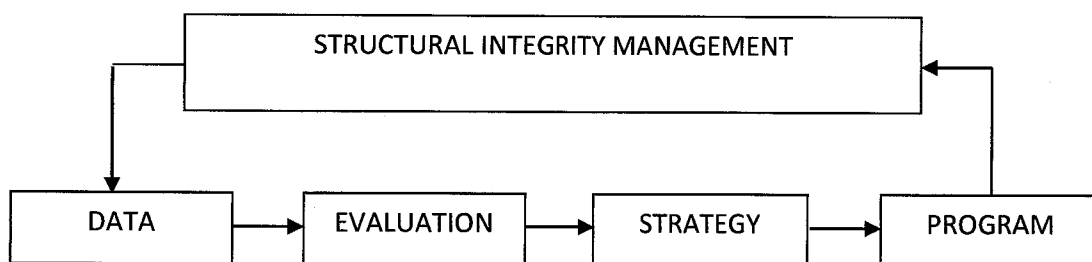 STRUCTURAL INTEGRITY MANAGEMENT
DATA
EVALUATION
STRATEGY
PROGRAM